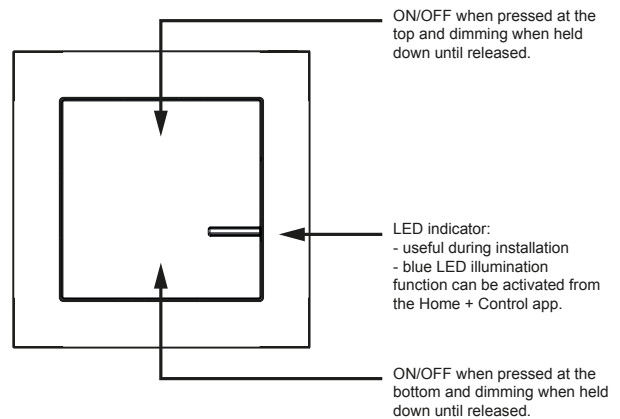 ON/OFF when pressed at the
top and dimming when held
down until released.
LED indicator:
- useful during installation
- blue LED illumination
function can be activated from
the Home + Control app.
ON/OFF when pressed at the
bottom and dimming when held
down until released.